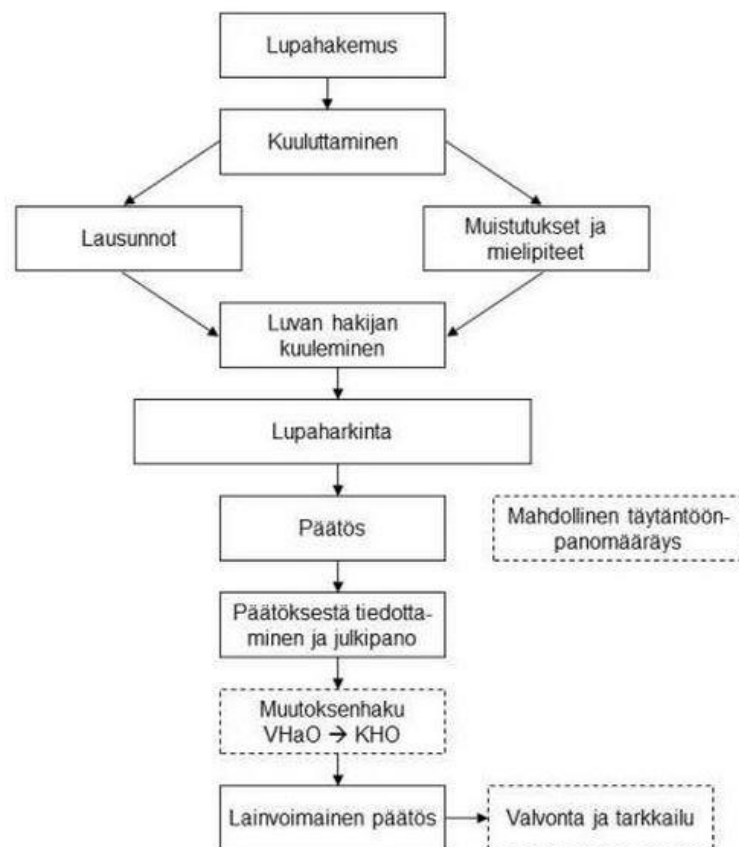 Lupahakemus
Kuuluttaminen
Lausunnot
Muistutukset ja
mielipiteet
Luvan hakijan
kuuleminen
Lupaharkinta
Päätös
Mahdollinen täytäntöön-
panomääräys
Päätöksestä tiedotta-
minen ja julkipano
Muutoksenhaku
VHaO → KHO
Lainvoimainen päätös
Valvonta ja tarkkailu